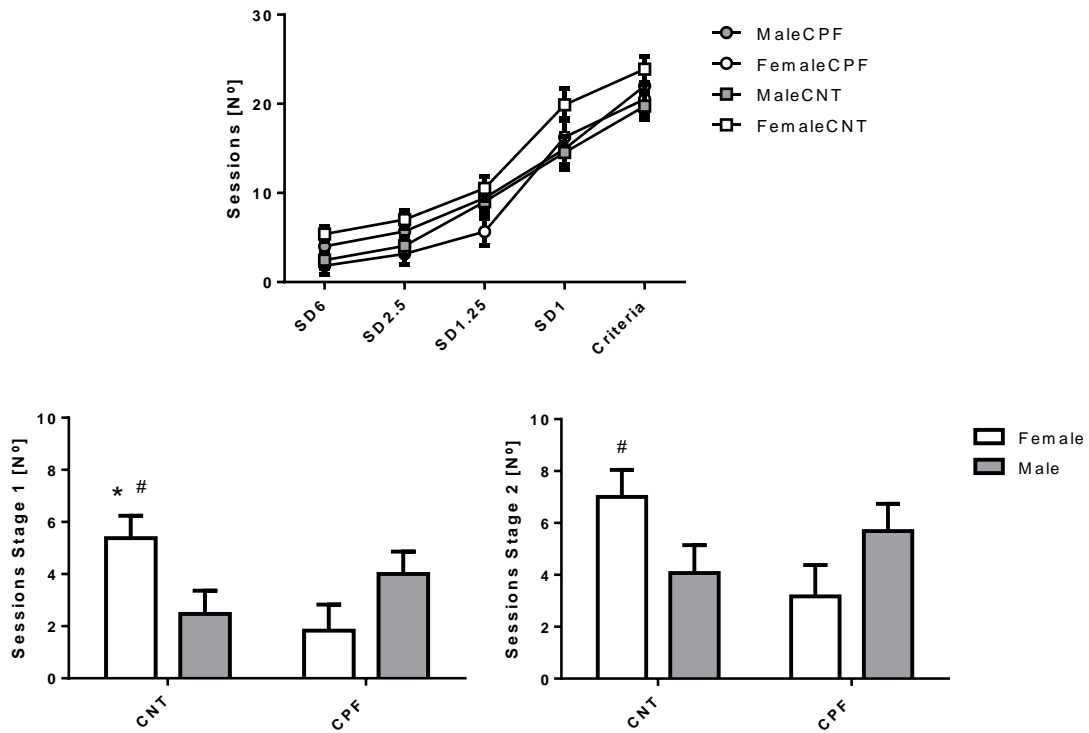 Sessions [Nº]
30
20
10
0
SD6
SD2.5
SD1.25
SD1
Criteria
MaleCPF
FemaleCPF
MaleCNT
FemaleCNT
Sessions Stage 1 [Nº]
10
8
6
4
2
0
* #
CNT
CPF
Sessions Stage 2 [Nº]
10
8
6
4
2
0
#
CNT
CPF
Female
Male